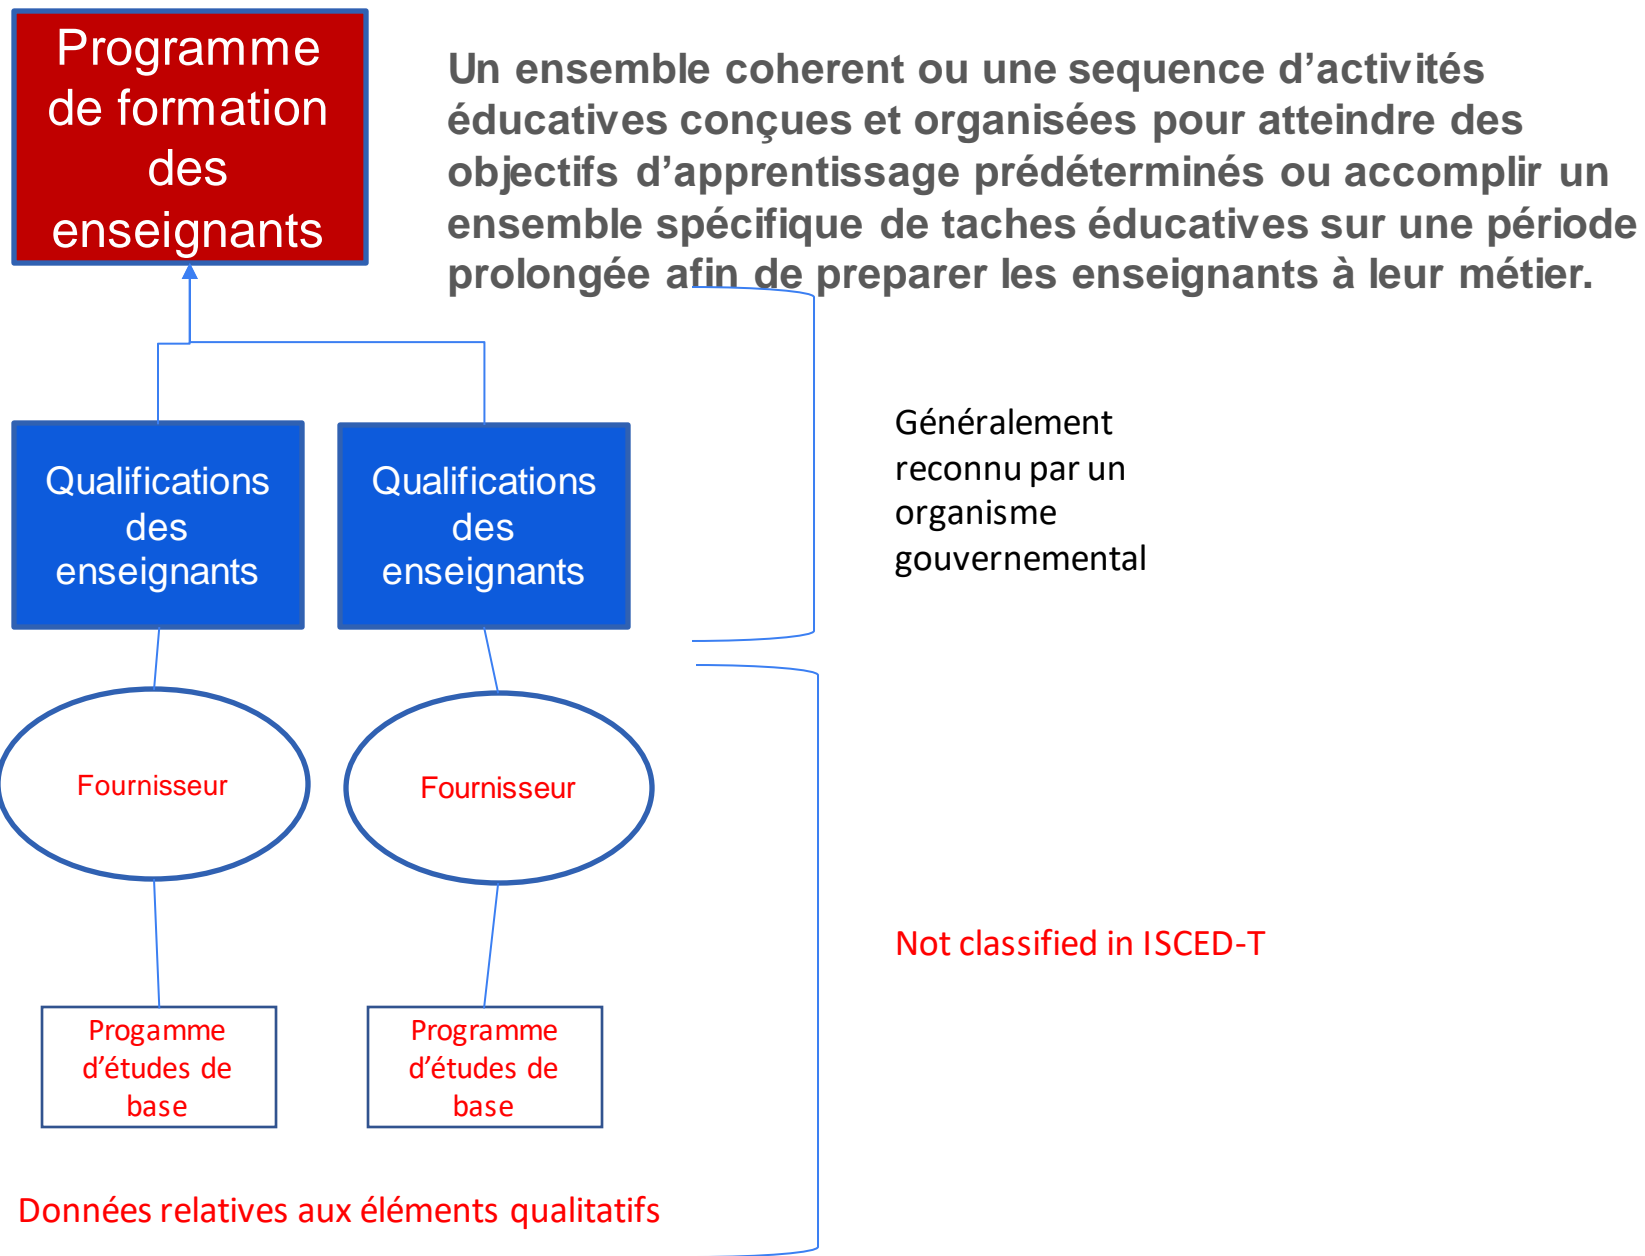 Programme
de formation
des
enseignants
Un ensemble coherent ou une sequence d’activités
éducatives conçues et organisées pour atteindre des
objectifs d’apprentissage prédéterminés ou accomplir un
ensemble spécifique de taches éducatives sur une période
prolongée afin de preparer les enseignants à leur métier.
Qualifications
des
enseignants
Qualifications
des
enseignants
Généralement
reconnu par un
organisme
gouvernemental
Fournisseur
Fournisseur
Not classified in ISCED-T
Progamme
d’études de
base
Programme
d’études de
base
Données relatives aux éléments qualitatifs